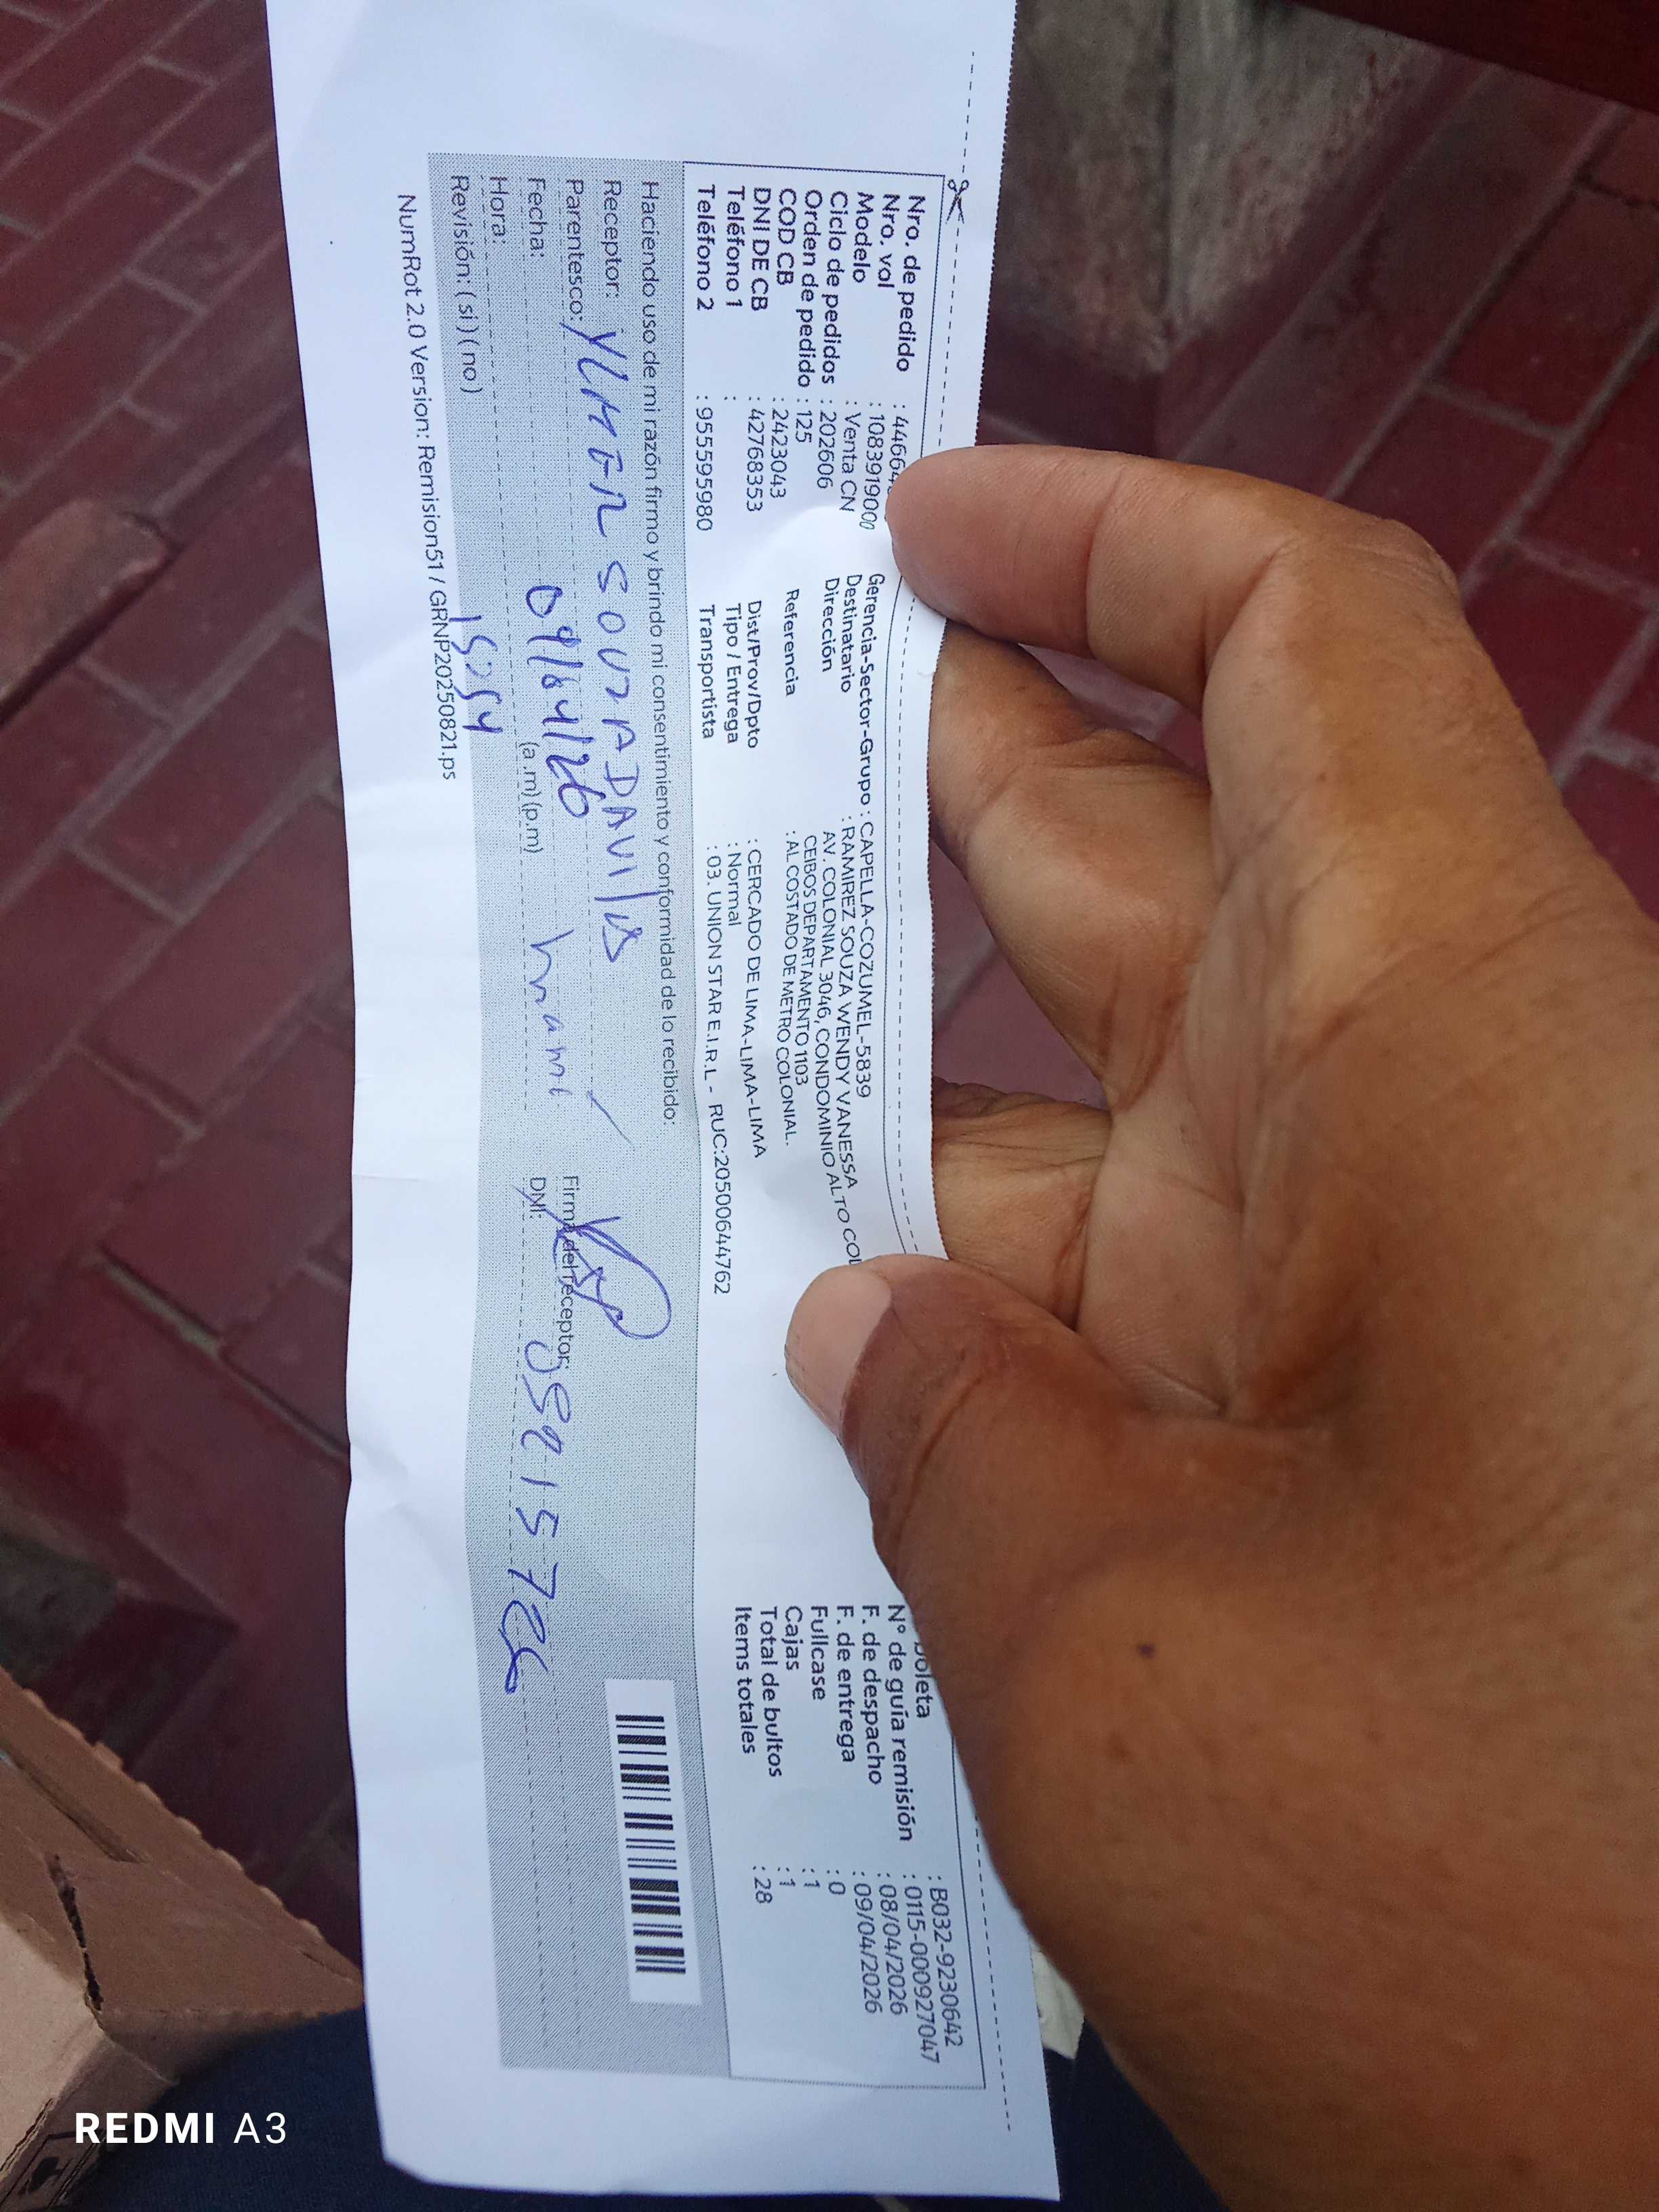 Nro. de pedido : 4466
Nro. vol : 1083919000
Modelo : Venta CN
Ciclo de pedidos : 202606
Orden de pedido : 125
COD CB : 2423043
DNI DE CB : 42768353
Teléfono 1 :
Teléfono 2 : 955595980
Gerencia-Sector-Grupo : CAPELLA-COZUMEL-5839
Destinatario : RAMIREZ SOUZA WENDY VANESSA
Dirección AV. COLONIAL 3046, CONDOMINIO ALTO COL
CEIBOS DEPARTAMENTO 1103
Referencia : AL COSTADO DE METRO COLONIAL.
Dist/Prov/Dpto : CERCADO DE LIMA-LIMA-LIMA
Tipo / Entrega : Normal
Transportista : 03. UNION STAR E.I.R.L - RUC:20500644762
boleta : B032-9230642
N° de guía remisión : 0115-000927047
F. de despacho : 08/04/2026
F. de entrega : 09/04/2026
Fullcase : 0
Cajas : 1
Total de bultos : 1
Items totales : 28
Haciendo uso de mi razón firmo y brindo mi consentimiento y conformidad de lo recibido:
Receptor: SOUZA DAVILA
Parentesco: mami
Firma del receptor:
Fecha: 09/04/26
DNI:
Hora: (a.m) (p.m)
Revisión: (si) (no)
NumRot 2.0 Version: Remision51 / GRNP20250821.ps
REDMI A3